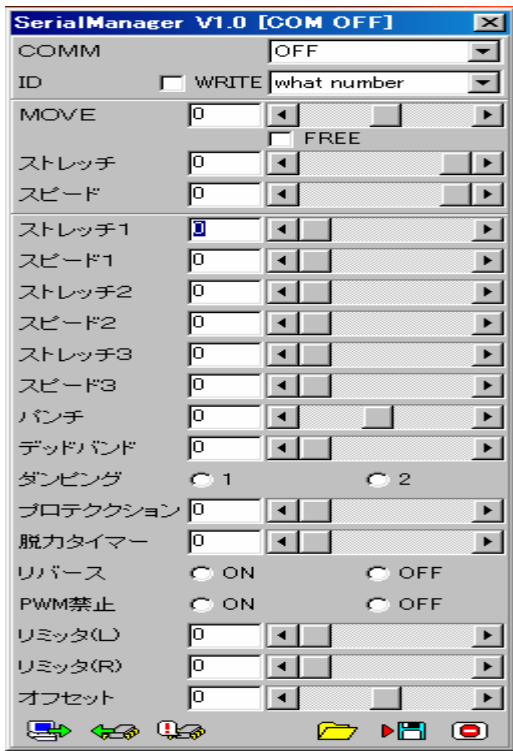 SerialManager V1.0 [COM OFF]
COMM OFF
ID WRITE what number
MOVE 0
FREE
ストレッチ 0
スピード 0
ストレッチ1 0
スピード1 0
ストレッチ2 0
スピード2 0
ストレッチ3 0
スピード3 0
パンチ 0
デッドバンド 0
ダンピング 1 2
プロテククション 0
脱力タイマー 0
リバース ON OFF
PWM禁止 ON OFF
リミッタ(L) 0
リミッタ(R) 0
オフセット 0